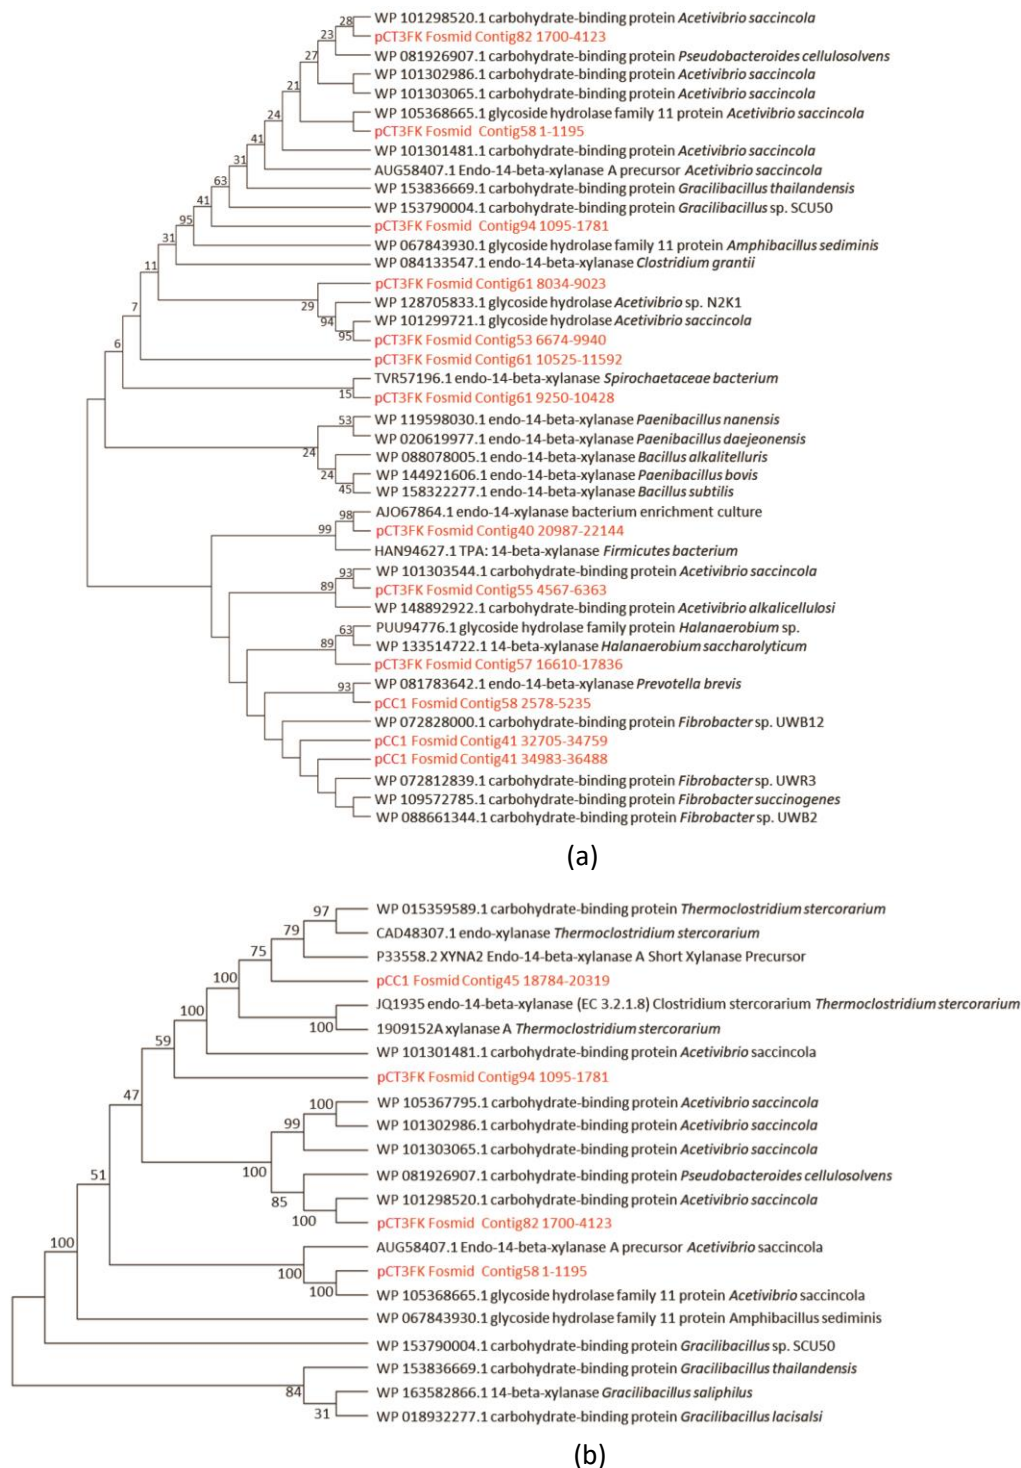 28 WP 101298520.1 carbohydrate-binding protein Acetivibrio saccincola
23 pCT3FK Fosmid Contig82 1700-4123
27 WP 081926907.1 carbohydrate-binding protein Pseudobacteroides cellulosolvens
WP 101302986.1 carbohydrate-binding protein Acetivibrio saccincola
21 WP 101303065.1 carbohydrate-binding protein Acetivibrio saccincola
24 WP 105368665.1 glycoside hydrolase family 11 protein Acetivibrio saccincola
pCT3FK Fosmid Contig58 1-1195
41 WP 101301481.1 carbohydrate-binding protein Acetivibrio saccincola
31 AUG58407.1 Endo-14-beta-xylanase A precursor Acetivibrio saccincola
63 WP 153836669.1 carbohydrate-binding protein Gracilibacillus thailandensis
41 WP 153790004.1 carbohydrate-binding protein Gracilibacillus sp. SCU50
95 pCT3FK Fosmid Contig94 1095-1781
31 WP 067843930.1 glycoside hydrolase family 11 protein Amphibacillus sediminis
11 WP 084133547.1 endo-14-beta-xylanase Clostridium grantii
pCT3FK Fosmid Contig61 8034-9023
7 29 WP 128705833.1 glycoside hydrolase Acetivibrio sp. N2K1
94 WP 101299721.1 glycoside hydrolase Acetivibrio saccincola
95 pCT3FK Fosmid Contig53 6674-9940
6 pCT3FK Fosmid Contig61 10525-11592
TVR57196.1 endo-14-beta-xylanase Spirochaetaceae bacterium
15 pCT3FK Fosmid Contig61 9250-10428
53 WP 119598030.1 endo-14-beta-xylanase Paenibacillus nanensis
WP 020619977.1 endo-14-beta-xylanase Paenibacillus daejeonensis
24 WP 088078005.1 endo-14-beta-xylanase Bacillus alkalitelluris
24 WP 144921606.1 endo-14-beta-xylanase Paenibacillus bovis
45 WP 158322277.1 endo-14-beta-xylanase Bacillus subtilis
98 AJO67864.1 endo-14-xylanase bacterium enrichment culture
99 pCT3FK Fosmid Contig40 20987-22144
HAN94627.1 TPA: 14-beta-xylanase Firmicutes bacterium
93 WP 101303544.1 carbohydrate-binding protein Acetivibrio saccincola
89 pCT3FK Fosmid Contig55 4567-6363
WP 148892922.1 carbohydrate-binding protein Acetivibrio alkalicellulosi
63 PUU94776.1 glycoside hydrolase family protein Halanaerobium sp.
89 WP 133514722.1 14-beta-xylanase Halanaerobium saccharolyticum
pCT3FK Fosmid Contig57 16610-17836
93 WP 081783642.1 endo-14-beta-xylanase Prevotella brevis
pCC1 Fosmid Contig58 2578-5235
WP 072828000.1 carbohydrate-binding protein Fibrobacter sp. UWB12
pCC1 Fosmid Contig41 32705-34759
pCC1 Fosmid Contig41 34983-36488
WP 072812839.1 carbohydrate-binding protein Fibrobacter sp. UWR3
WP 109572785.1 carbohydrate-binding protein Fibrobacter succinogenes
WP 088661344.1 carbohydrate-binding protein Fibrobacter sp. UWB2
(a)
97 WP 015359589.1 carbohydrate-binding protein Thermoclostridium stercorarium
79 CAD48307.1 endo-xylanase Thermoclostridium stercorarium
75 P33558.2 XYNA2 Endo-14-beta-xylanase A Short Xylanase Precursor
100 pCC1 Fosmid Contig45 18784-20319
100 JQ1935 endo-14-beta-xylanase (EC 3.2.1.8) Clostridium stercorarium Thermoclostridium stercorarium
100 1909152A xylanase A Thermoclostridium stercorarium
59 WP 101301481.1 carbohydrate-binding protein Acetivibrio saccincola
pCT3FK Fosmid Contig94 1095-1781
47 100 WP 105367795.1 carbohydrate-binding protein Acetivibrio saccincola
99 WP 101302986.1 carbohydrate-binding protein Acetivibrio saccincola
WP 101303065.1 carbohydrate-binding protein Acetivibrio saccincola
51 100 WP 081926907.1 carbohydrate-binding protein Pseudobacteroides cellulosolvens
85 WP 101298520.1 carbohydrate-binding protein Acetivibrio saccincola
100 pCT3FK Fosmid Contig82 1700-4123
100 AUG58407.1 Endo-14-beta-xylanase A precursor Acetivibrio saccincola
100 pCT3FK Fosmid Contig58 1-1195
100 WP 105368665.1 glycoside hydrolase family 11 protein Acetivibrio saccincola
WP 067843930.1 glycoside hydrolase family 11 protein Amphibacillus sediminis
WP 153790004.1 carbohydrate-binding protein Gracilibacillus sp. SCU50
WP 153836669.1 carbohydrate-binding protein Gracilibacillus thailandensis
84 WP 163582866.1 14-beta-xylanase Gracilibacillus saliphilus
31 WP 018932277.1 carbohydrate-binding protein Gracilibacillus lacisalsi
(b)